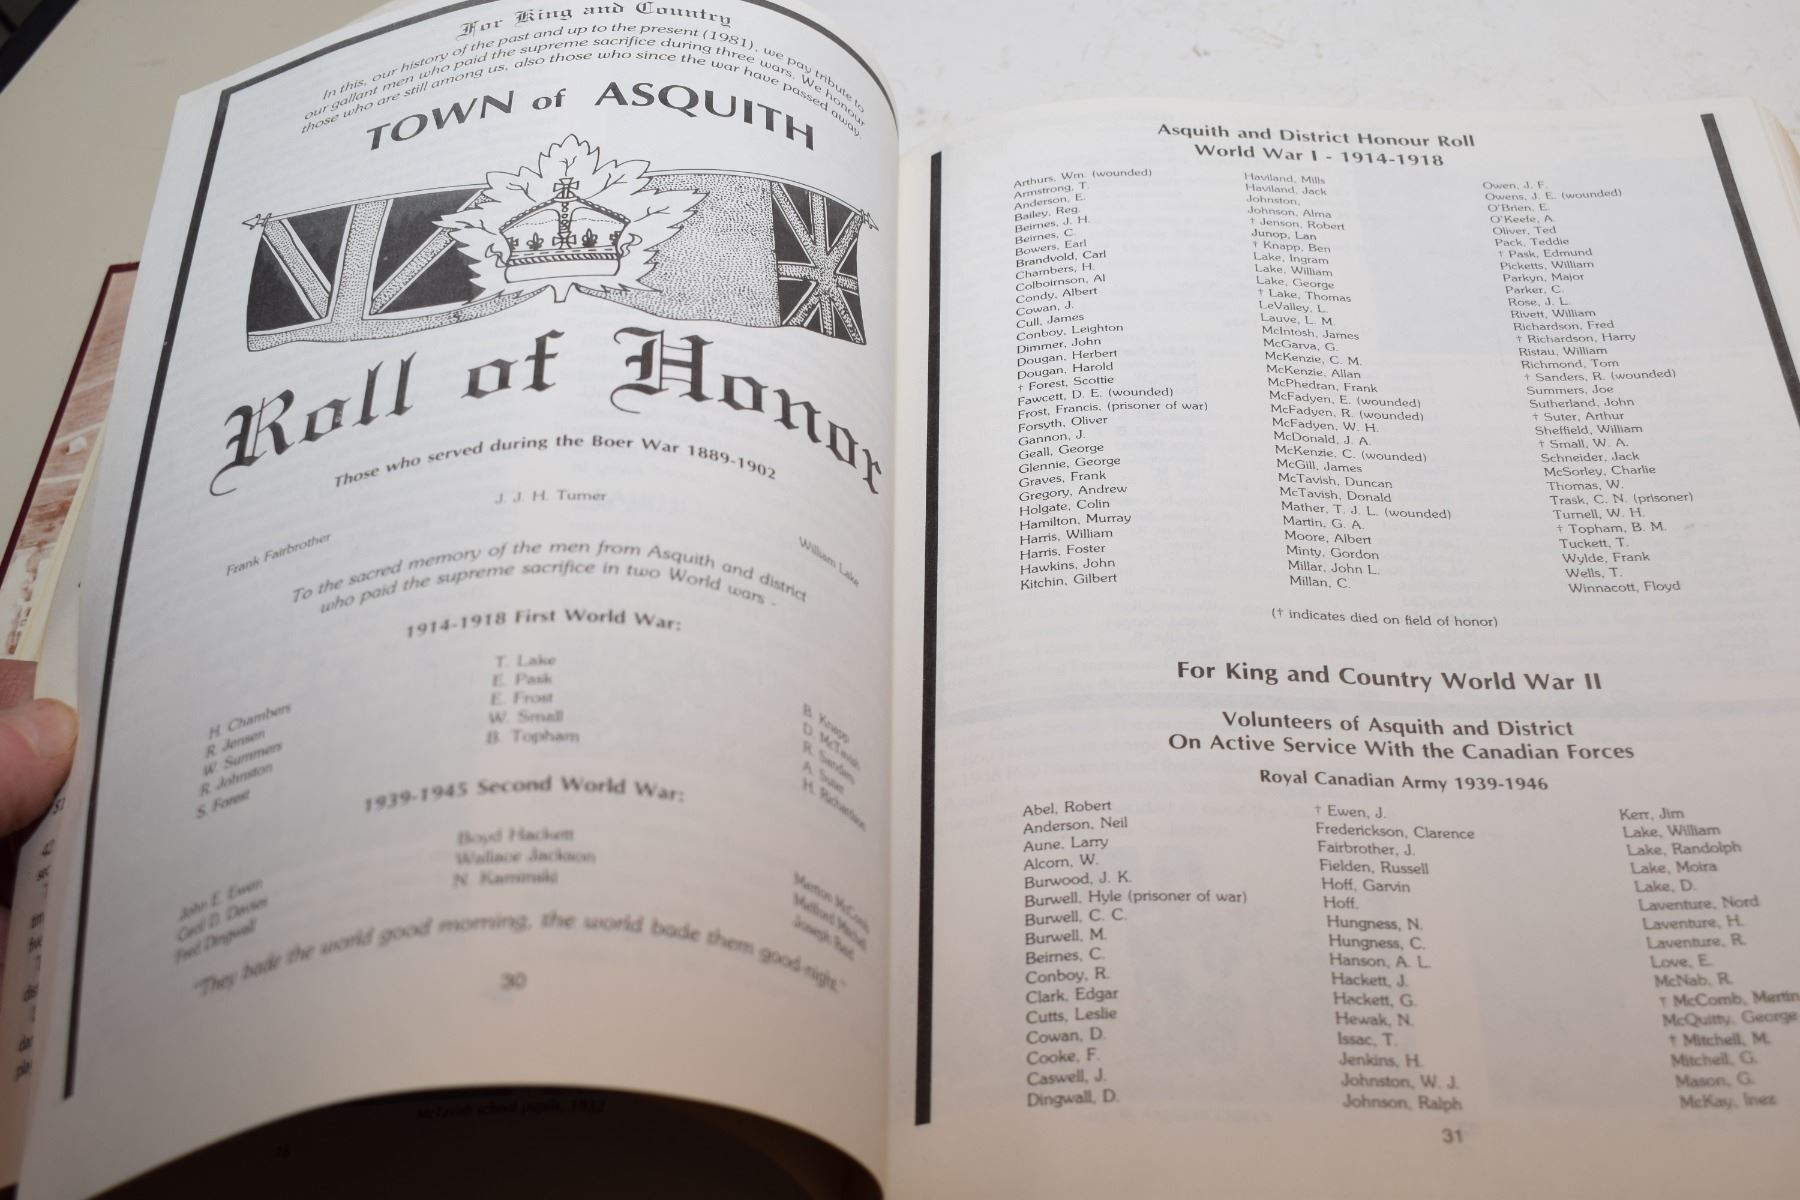 For King and Country
In this, our history of the past and up to the present (1981), we pay tribute to
our gallant men who paid the supreme sacrifice during three wars. We honour
those who are still among us, also those who since the war have passed away.
TOWN of ASQUITH
Roll of Honor
Those who served during the Boer War 1889-1902
J. J. H. Turner
Frank Fairbrother
William Lake
To the sacred memory of the men from Asquith and district
who paid the supreme sacrifice in two World wars -
1914-1918 First World War:
T. Lake
E. Pask
E. Frost
W. Small
B. Topham
H. Chambers
R. Jensen
W. Summers
R. Johnston
S. Forest
B. Knapp
D. McTavish
R. Sanders
A. Suter
H. Richardson
1939-1945 Second World War:
Boyd Hackett
Wallace Jackson
N. Kaminski
John E. Ewen
Cecil D. Davies
Fred Dingwall
Merton McComb
Joseph Reid
"They bade the world good morning, the world bade them good-night."
30
McTavish school pupils, 1932
Asquith and District Honour Roll
World War I - 1914-1918
Arthurs, Wm. (wounded)
Armstrong, T.
Anderson, E.
Bailey, Reg.
Beirnes, J. H.
Beirnes, C.
Bowers, Earl
Brandvold, Carl
Chambers, H.
Colboirnson, Al
Condy, Albert
Cowan, J.
Cull, James
Conboy, Leighton
Dimmer, John
Dougan, Herbert
Dougan, Harold
† Forest, Scottie
Fawcett, D. E. (wounded)
Frost, Francis, (prisoner of war)
Forsyth, Oliver
Gannon, J.
Geall, George
Glennie, George
Graves, Frank
Gregory, Andrew
Holgate, Colin
Hamilton, Murray
Harris, William
Harris, Foster
Hawkins, John
Kitchin, Gilbert
Haviland, Mills
Haviland, Jack
Johnston,
Johnson, Alma
† Jenson, Robert
Junop, Lan
† Knapp, Ben
Lake, Ingram
Lake, William
Lake, George
† Lake, Thomas
LeValley, L.
Lauve, L. M.
McIntosh, James
McGarva, G.
McKenzie, C. M.
McKenzie, Allan
McPhedran, Frank
McFadyen, E. (wounded)
McFadyen, R. (wounded)
McFadyen, W. H.
McDonald, J. A.
McKenzie, C. (wounded)
McGill, James
McTavish, Duncan
McTavish, Donald
Mather, T. J. L. (wounded)
Martin, G. A.
Moore, Albert
Minty, Gordon
Millar, John L.
Millan, C.
Owen, J. F.
Owens, J. E. (wounded)
O'Brien, E.
O'Keefe, A.
Oliver, Ted
Pack, Teddie
† Pask, Edmund
Picketts, William
Parkyn, Major
Parker, C.
Rose, J. L.
Rivett, William
Richardson, Fred
† Richardson, Harry
Ristau, William
Richmond, Tom
† Sanders, R. (wounded)
Summers, Joe
Sutherland, John
† Suter, Arthur
Sheffield, William
† Small, W. A.
Schneider, Jack
McSorley, Charlie
Thomas, W.
Trask, C. N. (prisoner)
Turnell, W. H.
† Topham, B. M.
Tuckett, T.
Wylde, Frank
Wells, T.
Winnacott, Floyd
(† indicates died on field of honor)
For King and Country World War II
Volunteers of Asquith and District
On Active Service With the Canadian Forces
Royal Canadian Army 1939-1946
Abel, Robert
Anderson, Neil
Aune, Larry
Alcorn, W.
Burwood, J. K.
Burwell, Hyle (prisoner of war)
Burwell, C. C.
Burwell, M.
Beirnes, C.
Conboy, R.
Clark, Edgar
Cutts, Leslie
Cowan, D.
Cooke, F.
Caswell, J.
Dingwall, D.
† Ewen, J.
Frederickson, Clarence
Fairbrother, J.
Fielden, Russell
Hoff, Garvin
Hoff,
Hungness, N.
Hungness, C.
Hanson, A. L.
Hackett, J.
Hackett, G.
Hewak, N.
Issac, T.
Jenkins, H.
Johnston, W. J.
Johnson, Ralph
Kerr, Jim
Lake, William
Lake, Randolph
Lake, Moira
Lake, D.
Laventure, Nord
Laventure, H.
Laventure, R.
Love, E.
McNab, R.
† McComb, Mertin
McQuitty, George
† Mitchell, M.
Mitchell, G.
Mason, G.
McKay, Inez
31